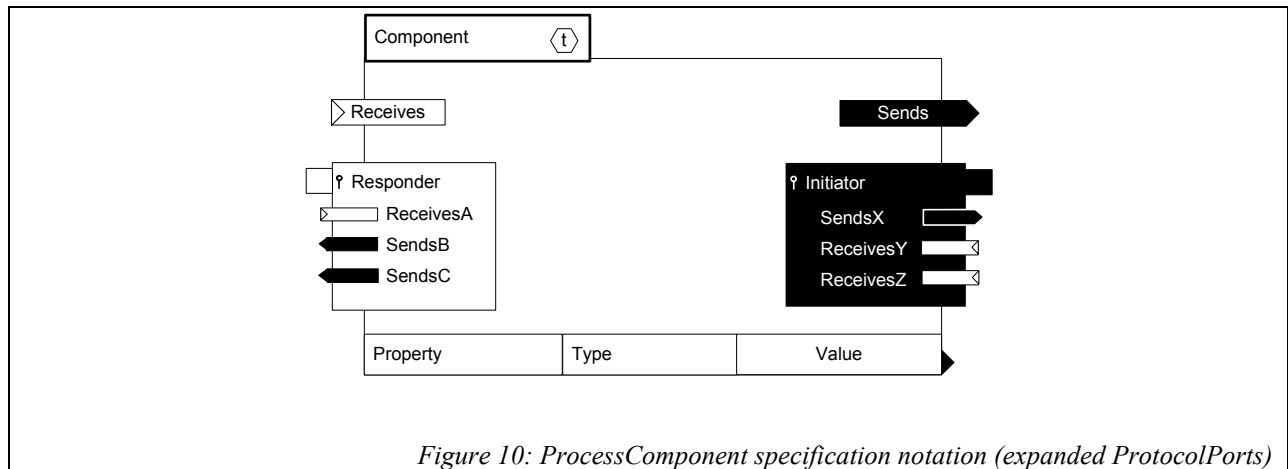 Component t
Receives Sends
Responder Initiator
ReceivesA SendsX
SendsB ReceivesY
SendsC ReceivesZ
Property Type Value
Figure 10: ProcessComponent specification notation (expanded ProtocolPorts)